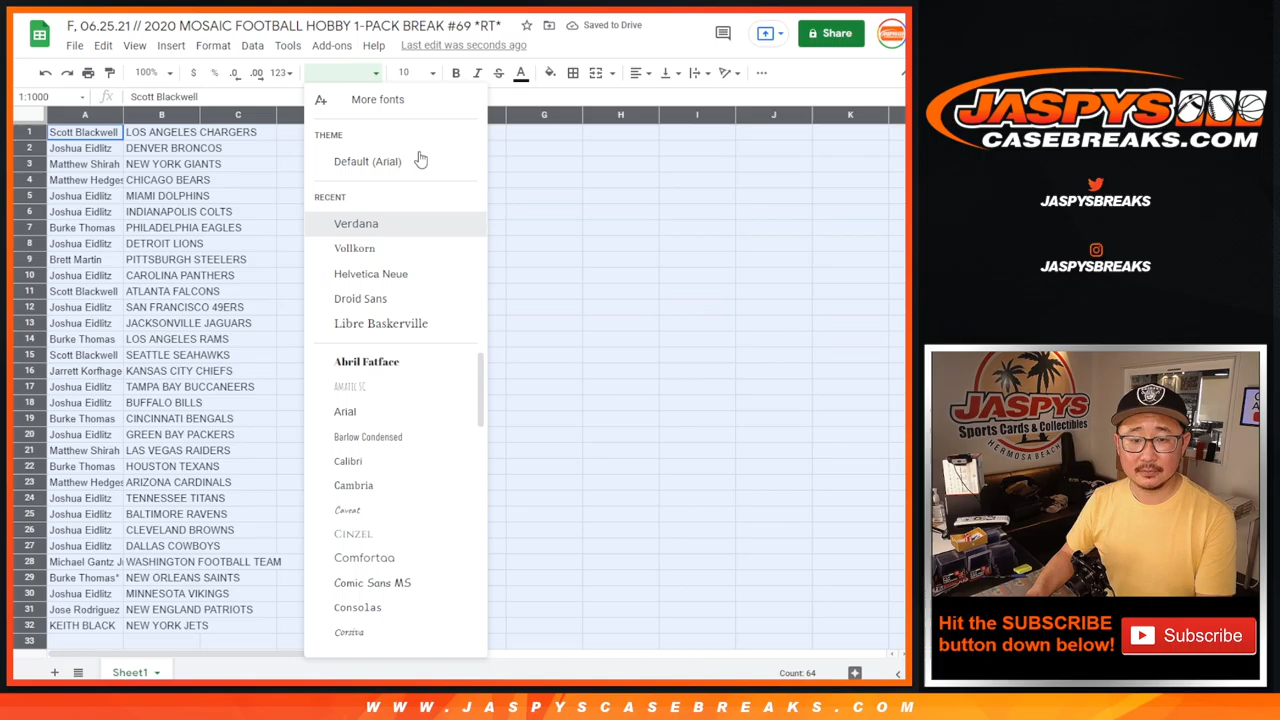 F, 06.25.21 // 2020 MOSAIC FOOTBALL HOBBY 1-PACK BREAK #69 *RT*
Saved to Drive
File Edit View Insert Format Data Tools Add-ons Help Last edit was seconds ago
Share
100% $ % .0 .00 123 10 B I S A
1:1000 fx Scott Blackwell
A B C G H I J K
1 Scott Blackwell LOS ANGELES CHARGERS
2 Joshua Eidlitz DENVER BRONCOS
3 Matthew Shirah NEW YORK GIANTS
4 Matthew Hedges CHICAGO BEARS
5 Joshua Eidlitz MIAMI DOLPHINS
6 Joshua Eidlitz INDIANAPOLIS COLTS
7 Burke Thomas PHILADELPHIA EAGLES
8 Joshua Eidlitz DETROIT LIONS
9 Brett Martin PITTSBURGH STEELERS
10 Joshua Eidlitz CAROLINA PANTHERS
11 Scott Blackwell ATLANTA FALCONS
12 Joshua Eidlitz SAN FRANCISCO 49ERS
13 Joshua Eidlitz JACKSONVILLE JAGUARS
14 Burke Thomas LOS ANGELES RAMS
15 Scott Blackwell SEATTLE SEAHAWKS
16 Jarrett Korfhage KANSAS CITY CHIEFS
17 Joshua Eidlitz TAMPA BAY BUCCANEERS
18 Joshua Eidlitz BUFFALO BILLS
19 Burke Thomas CINCINNATI BENGALS
20 Joshua Eidlitz GREEN BAY PACKERS
21 Matthew Shirah LAS VEGAS RAIDERS
22 Burke Thomas HOUSTON TEXANS
23 Matthew Hedges ARIZONA CARDINALS
24 Joshua Eidlitz TENNESSEE TITANS
25 Joshua Eidlitz BALTIMORE RAVENS
26 Joshua Eidlitz CLEVELAND BROWNS
27 Joshua Eidlitz DALLAS COWBOYS
28 Michael Gantz Jr WASHINGTON FOOTBALL TEAM
29 Burke Thomas* NEW ORLEANS SAINTS
30 Joshua Eidlitz MINNESOTA VIKINGS
31 Jose Rodriguez NEW ENGLAND PATRIOTS
32 KEITH BLACK NEW YORK JETS
33
More fonts
THEME
Default (Arial)
RECENT
Verdana
Vollkorn
Helvetica Neue
Droid Sans
Libre Baskerville
Abril Fatface
AMATIC SC
Arial
Barlow Condensed
Calibri
Cambria
Caveat
CINZEL
Comfortaa
Comic Sans MS
Consolas
Corsiva
Sheet1
Count: 64
JASPYS
CASEBREAKS.COM
JASPYSBREAKS
JASPYSBREAKS
JASPYS
Sports Cards & Collectibles
HERMOSA BEACH
Hit the SUBSCRIBE
button down below!
Subscribe
WWW.JASPYSCASEBREAKS.COM